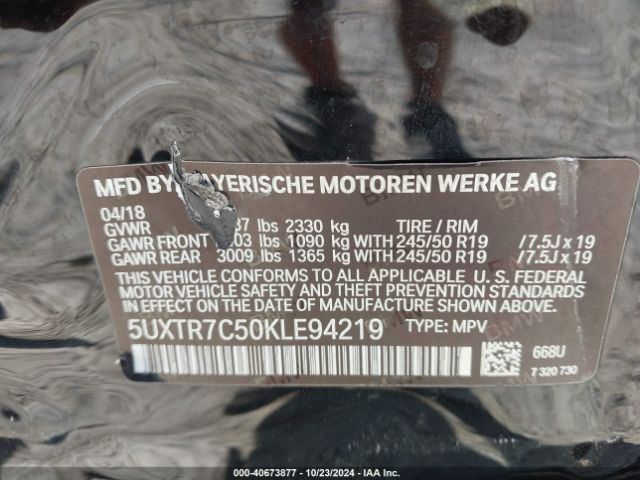 MFD BY AYERISCHE MOTOREN WERKE AG
04/18
GVWR 37 lbs 2330 kg TIRE / RIM
GAWR FRONT 03 lbs 1090 kg WITH 245/50 R19 /7.5J x 19
GAWR REAR 3009 lbs 1365 kg WITH 245/50 R19 /7.5J x 19
THIS VEHICLE CONFORMS TO ALL APPLICABLE U. S. FEDERAL
MOTOR VEHICLE SAFETY AND THEFT PREVENTION STANDARDS
IN EFFECT ON THE DATE OF MANUFACTURE SHOWN ABOVE.
5UXTR7C50KLE94219 TYPE: MPV
668U
7 320 730
000-40673877 - 10/23/2024 - IAA Inc.